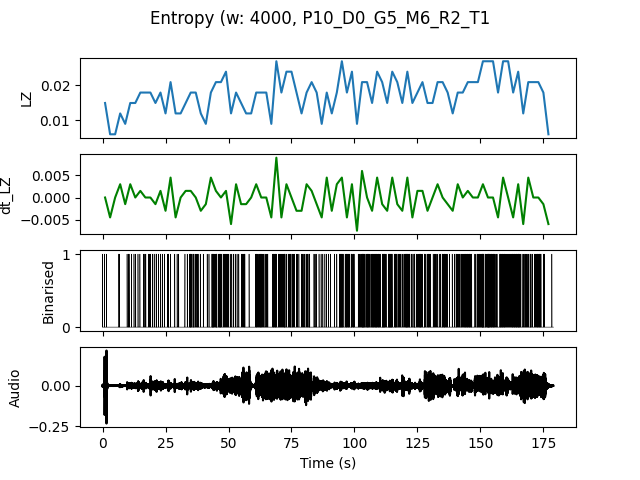 Entropy (w: 4000, P10_D0_G5_M6_R2_T1
LZ
0.02
0.01
dt_LZ
0.005
0.000
−0.005
Binarised
1
0
Audio
0.00
−0.25
0 25 50 75 100 125 150 175
Time (s)